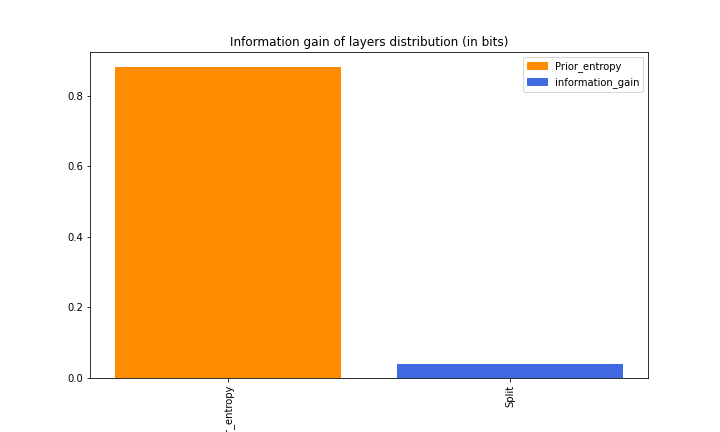 Information gain of layers distribution (in bits)
Prior_entropy
information_gain
0.8
0.6
0.4
0.2
0.0
_entropy
Split